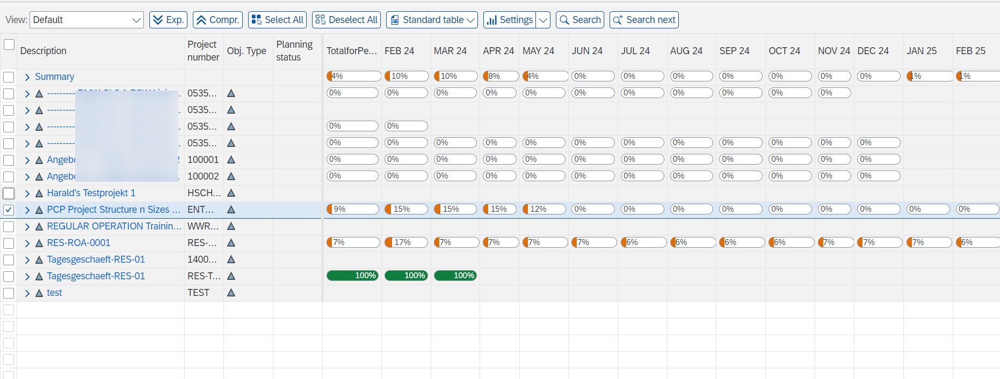 View: Default Exp. Compr. Select All Deselect All Standard table Settings Search Search next
Description Project number Obj. Type Planning status TotalforPe... FEB 24 MAR 24 APR 24 MAY 24 JUN 24 JUL 24 AUG 24 SEP 24 OCT 24 NOV 24 DEC 24 JAN 25 FEB 25
Summary 4% 10% 10% 8% 4% 0% 0% 0% 0% 0% 0% 0% 1% 1%
--------- 0535... 0% 0% 0% 0% 0% 0% 0% 0% 0% 0% 0%
--------- 0535...
--------- 0535... 0% 0%
--------- 0535... 0% 0% 0% 0% 0% 0% 0% 0% 0% 0% 0% 0%
100001 0% 0% 0% 0% 0% 0% 0% 0% 0% 0% 0% 0%
100002 0% 0% 0% 0% 0% 0% 0% 0% 0% 0% 0% 0%
Harald's Testprojekt 1 HSCH...
PCP Project Structure n Sizes ... ENT... 9% 15% 15% 15% 12% 0% 0% 0% 0% 0% 0% 0% 0% 0%
REGULAR OPERATION Trainin... WWR...
RES-ROA-0001 RES-... 7% 17% 7% 7% 7% 7% 6% 6% 6% 6% 7% 7% 7% 6%
Tagesgeschaeft-RES-01 1400...
Tagesgeschaeft-RES-01 RES-T... 100% 100% 100%
test TEST